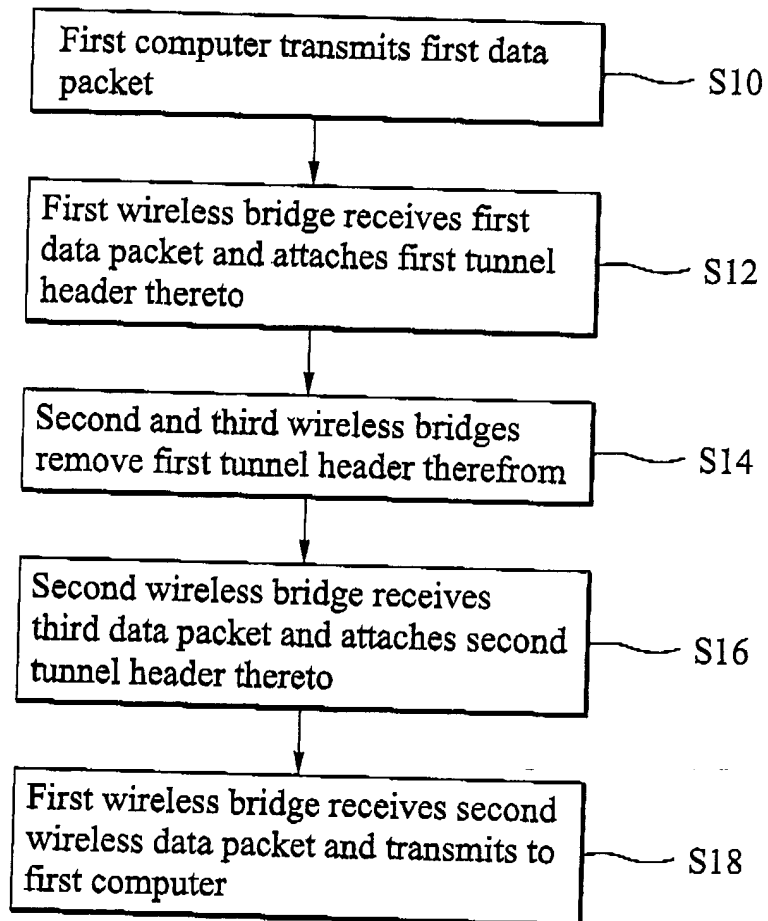 First computer transmits first data
packet
S10
First wireless bridge receives first
data packet and attaches first tunnel
header thereto
S12
Second and third wireless bridges
remove first tunnel header therefrom
S14
Second wireless bridge receives
third data packet and attaches second
tunnel header thereto
S16
First wireless bridge receives second
wireless data packet and transmits to
first computer
S18